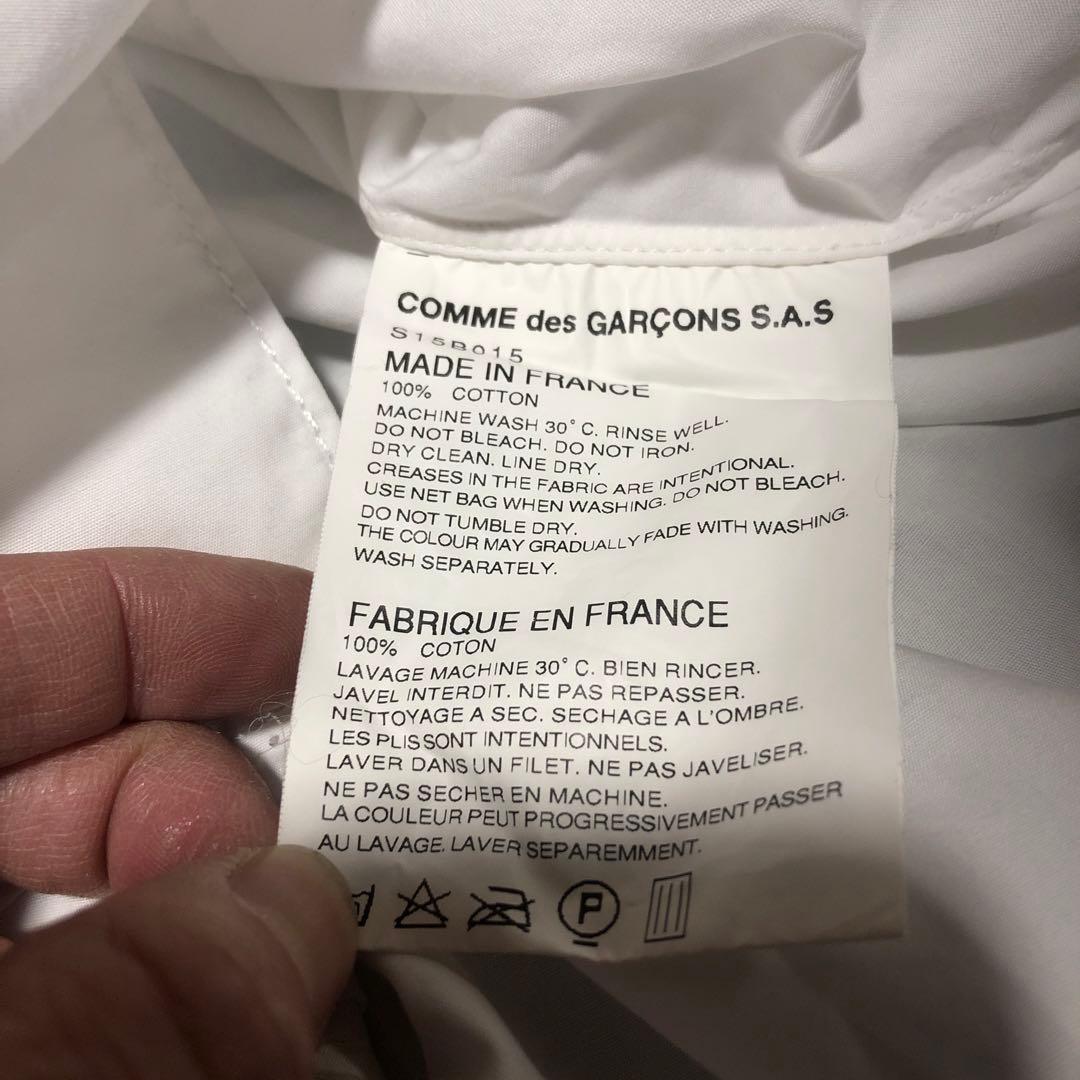 COMME des GARÇONS S.A.S
S15B015
MADE IN FRANCE
100% COTTON
MACHINE WASH 30° C. RINSE WELL.
DO NOT BLEACH. DO NOT IRON.
DRY CLEAN. LINE DRY.
CREASES IN THE FABRIC ARE INTENTIONAL.
USE NET BAG WHEN WASHING. DO NOT BLEACH.
DO NOT TUMBLE DRY.
THE COLOUR MAY GRADUALLY FADE WITH WASHING.
WASH SEPARATELY.
FABRIQUE EN FRANCE
100% COTON
LAVAGE MACHINE 30° C. BIEN RINCER.
JAVEL INTERDIT. NE PAS REPASSER.
NETTOYAGE A SEC. SECHAGE A L'OMBRE.
LES PLIS SONT INTENTIONNELS.
LAVER DANS UN FILET. NE PAS JAVELISER.
NE PAS SECHER EN MACHINE.
LA COULEUR PEUT PROGRESSIVEMENT PASSER
AU LAVAGE. LAVER SEPAREMMENT.
P